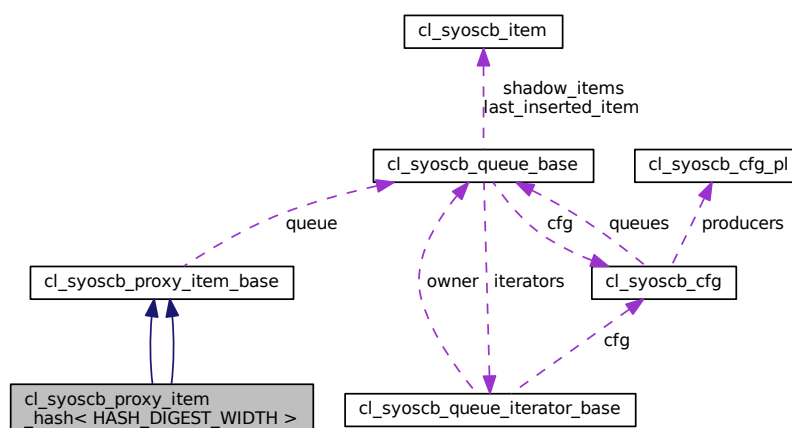 cl_syoscb_item
shadow_items
last_inserted_item
cl_syoscb_queue_base
cl_syoscb_cfg_pl
queue
cfg
queues
producers
cl_syoscb_proxy_item_base
owner
iterators
cl_syoscb_cfg
cfg
cl_syoscb_proxy_item
_hash< HASH_DIGEST_WIDTH >
cl_syoscb_queue_iterator_base